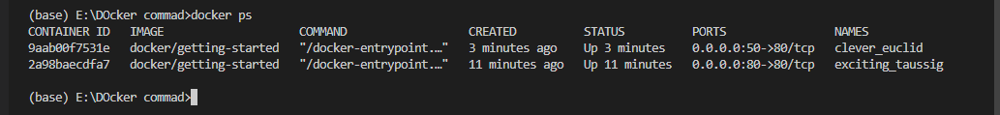 (base) E:\DOcker commad>docker ps
CONTAINER ID   IMAGE                    COMMAND                  CREATED          STATUS          PORTS                NAMES
9aab00f7531e   docker/getting-started   "/docker-entrypoint.…"   3 minutes ago    Up 3 minutes    0.0.0.0:50->80/tcp   clever_euclid
2a98baecdfa7   docker/getting-started   "/docker-entrypoint.…"   11 minutes ago   Up 11 minutes   0.0.0.0:80->80/tcp   exciting_taussig
(base) E:\DOcker commad>